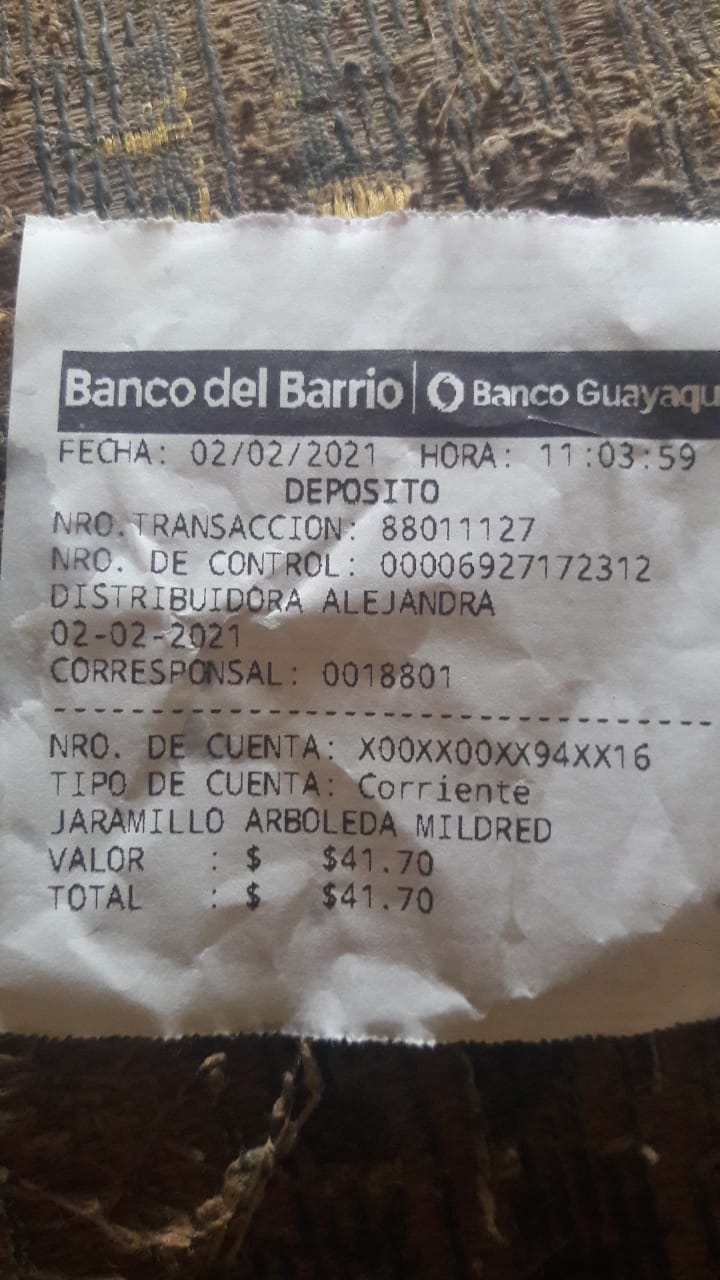 Banco del Barrio | Banco Guayaqu
FECHA: 02/02/2021 HORA: 11:03:59
DEPOSITO
NRO.TRANSACCION: 88011127
NRO. DE CONTROL: 00006927172312
DISTRIBUIDORA ALEJANDRA
02-02-2021
CORRESPONSAL: 0018801
NRO. DE CUENTA: X00XX00XX94XX16
TIPO DE CUENTA: Corriente
JARAMILLO ARBOLEDA MILDRED
VALOR : $ $41.70
TOTAL : $ $41.70